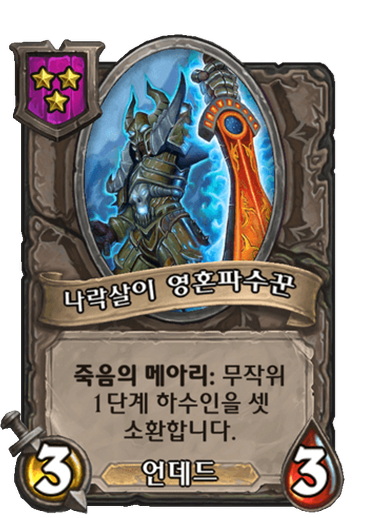 나락살이 영혼파수꾼
죽음의 메아리: 무작위
1단계 하수인을 셋
소환합니다.
3
언데드
3